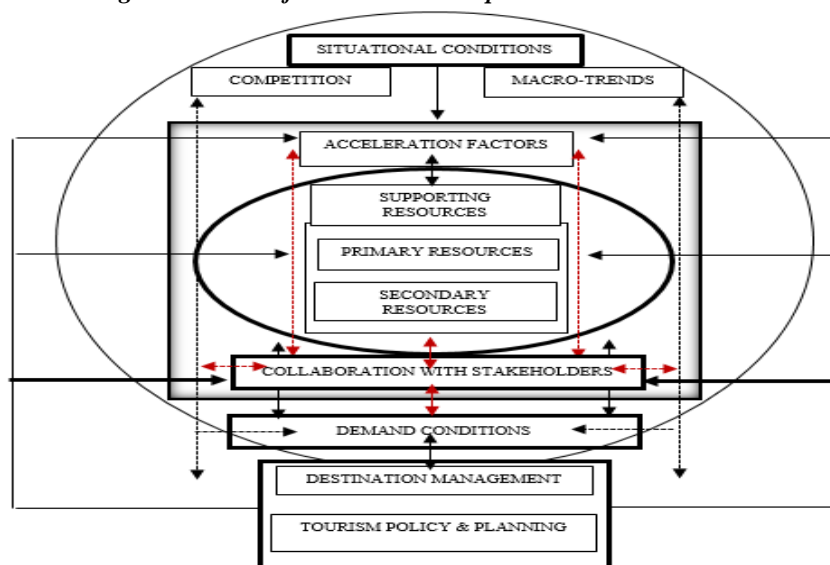 SITUATIONAL CONDITIONS
COMPETITION
MACRO-TRENDS
ACCELERATION FACTORS
SUPPORTING
RESOURCES
PRIMARY RESOURCES
SECONDARY
RESOURCES
COLLABORATION WITH STAKEHOLDERS
DEMAND CONDITIONS
DESTINATION MANAGEMENT
TOURISM POLICY & PLANNING